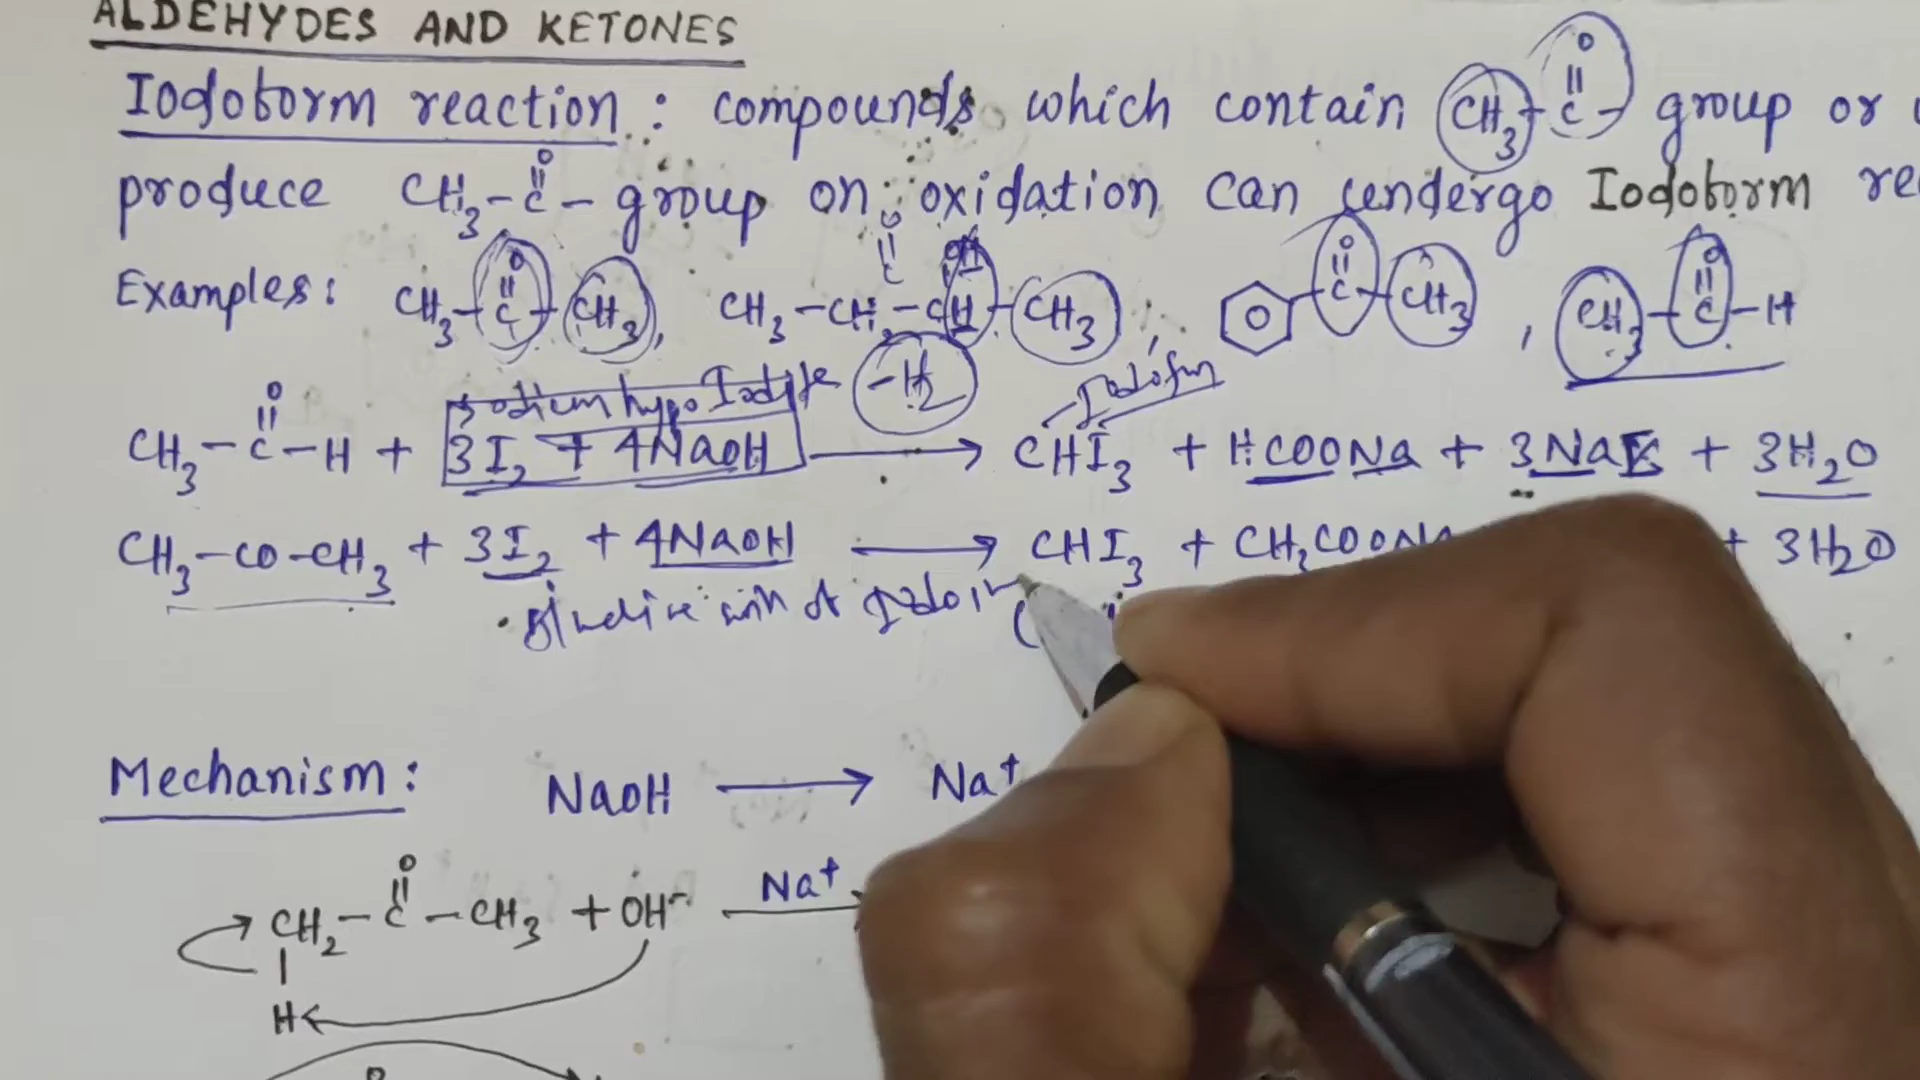 ALDEHYDES AND KETONES
Iodoform reaction : compounds which contain CH₃-C(=O)- group or
produce CH₃-C(=O)- group on oxidation can undergo Iodoform re
Examples: CH₃-C(=O)-CH₃, CH₃-CH₂-CH(OH)-CH₃, C(=O)-CH₃, CH₃-C(=O)-H
O
=
C
Sodium hypo Iodite -H₂
CH₃-C(=O)-H + 3I₂ + 4NaOH → CHI₃ + HCOONa + 3NaI + 3H₂O
CH₃-CO-CH₃ + 3I₂ + 4NaOH → CHI₃ + CH₃COONa + 3H₂O
Mechanism: NaOH → Na⁺
CH₂-C(=O)-CH₃ + OH⁻ Na⁺ →
H